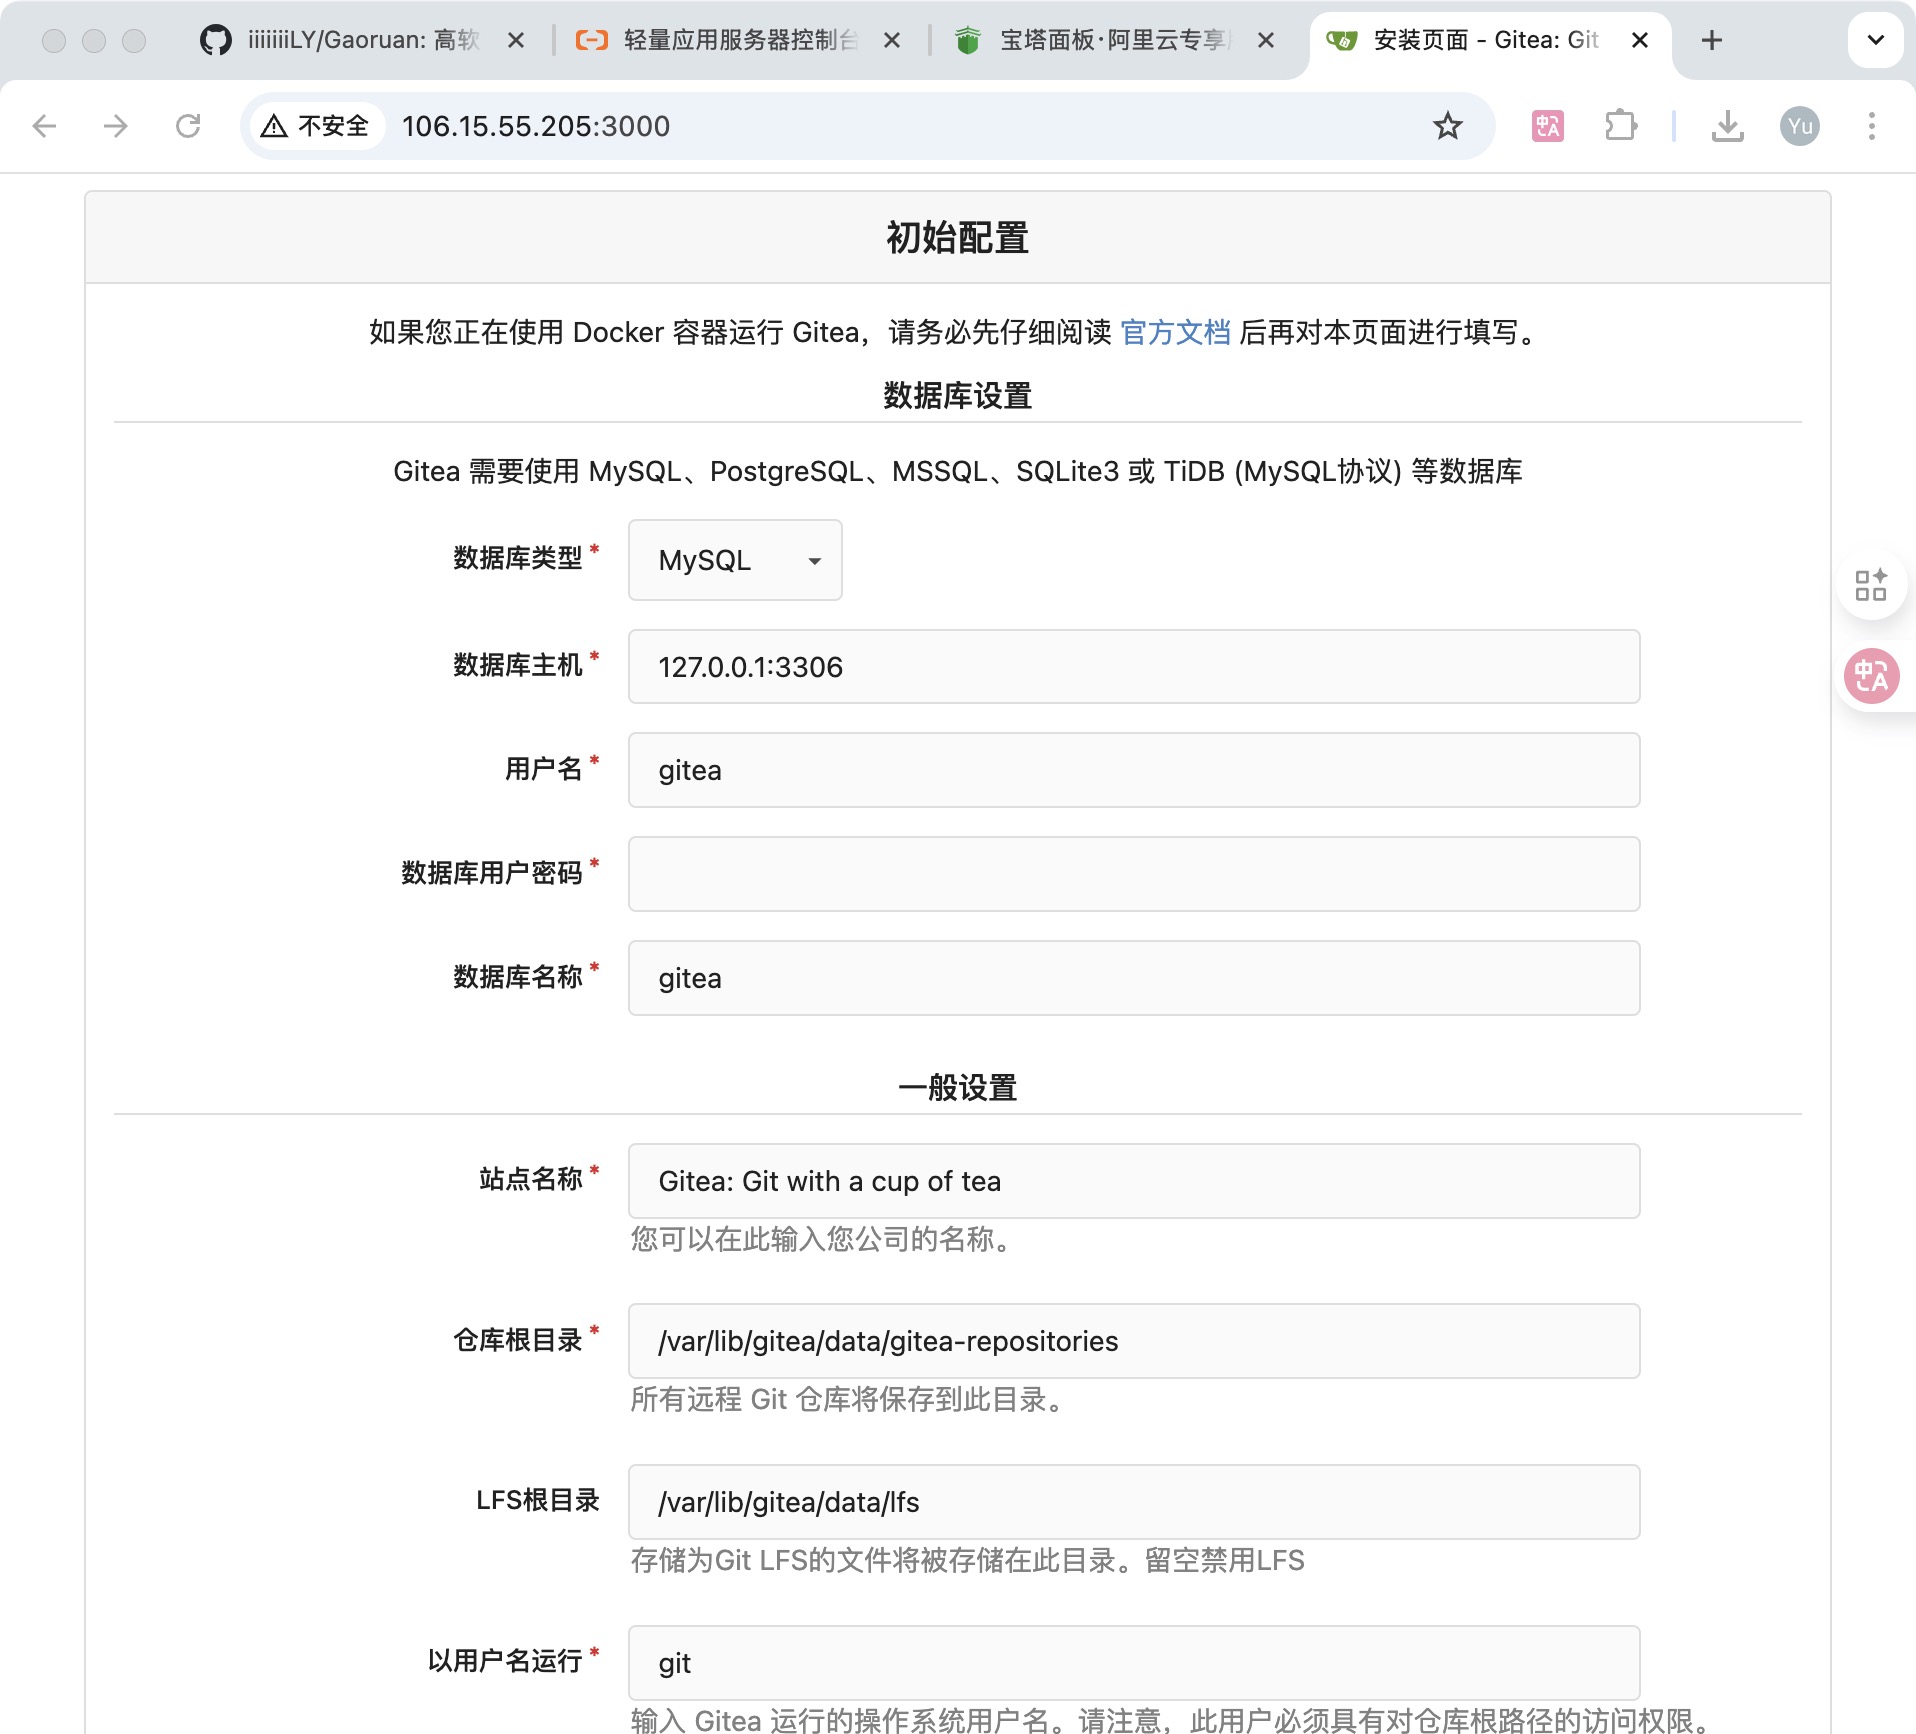 iiiiiiiLY/Gaoruan: 高软
轻量应用服务器控制台
宝塔面板·阿里云专享
安装页面 - Gitea: Git
不安全
106.15.55.205:3000
Yu
初始配置
如果您正在使用 Docker 容器运行 Gitea，请务必先仔细阅读 官方文档 后再对本页面进行填写。
数据库设置
Gitea 需要使用 MySQL、PostgreSQL、MSSQL、SQLite3 或 TiDB (MySQL协议) 等数据库
数据库类型* MySQL
数据库主机* 127.0.0.1:3306
用户名* gitea
数据库用户密码*
数据库名称* gitea
一般设置
站点名称* Gitea: Git with a cup of tea
您可以在此输入您公司的名称。
仓库根目录* /var/lib/gitea/data/gitea-repositories
所有远程 Git 仓库将保存到此目录。
LFS根目录 /var/lib/gitea/data/lfs
存储为Git LFS的文件将被存储在此目录。留空禁用LFS
以用户名运行* git
输入 Gitea 运行的操作系统用户名。请注意，此用户必须具有对仓库根路径的访问权限。